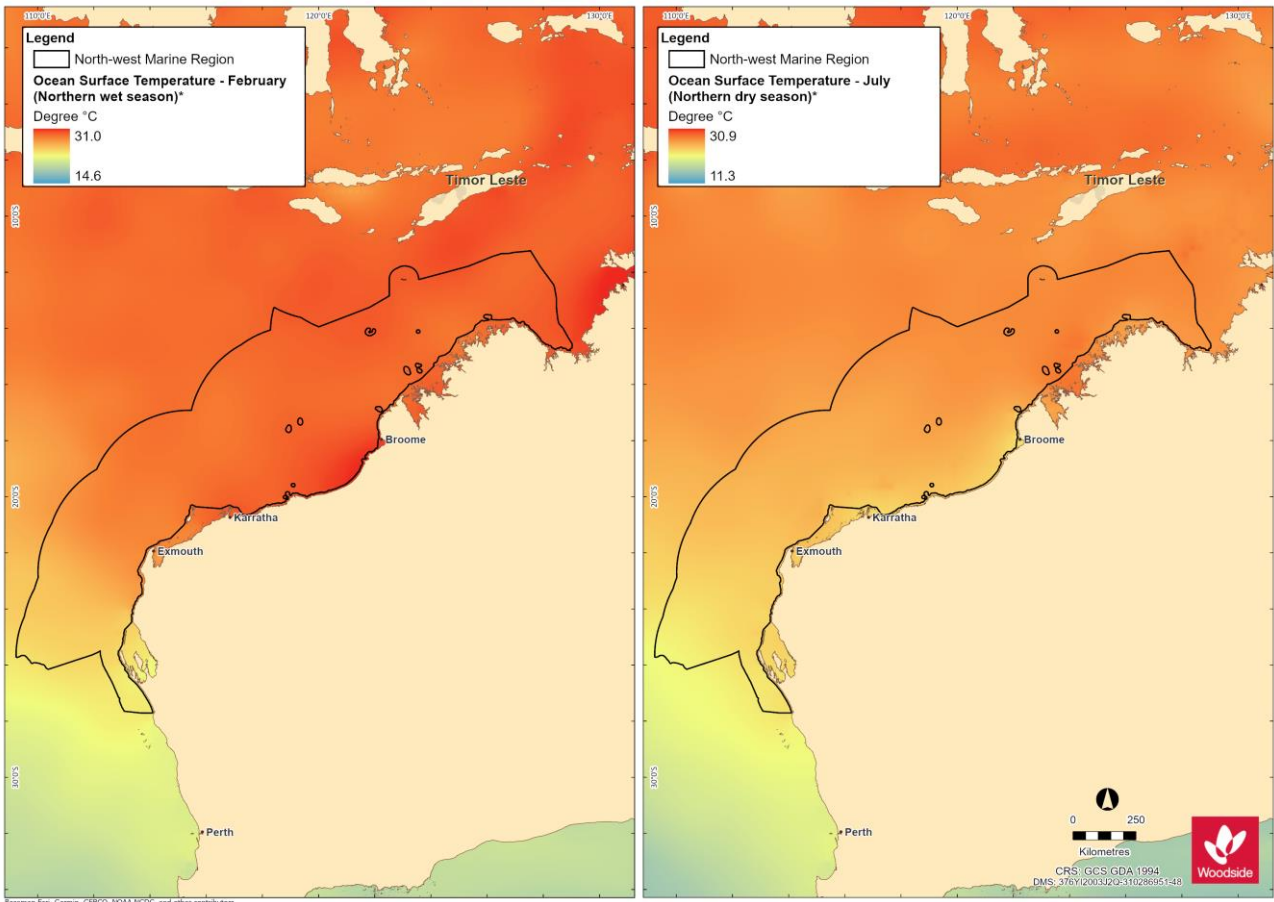 110°0'E
120°0'E
130°0'E
Legend
North-west Marine Region
Ocean Surface Temperature - February
(Northern wet season)*
Degree °C
31.0
14.6
Timor Leste
10°0'S
Broome
20°0'S
Karratha
Exmouth
30°0'S
Perth
110°0'E
120°0'E
130°0'E
Legend
North-west Marine Region
Ocean Surface Temperature - July
(Northern dry season)*
Degree °C
30.9
11.3
Timor Leste
10°0'S
Broome
20°0'S
Karratha
Exmouth
30°0'S
Perth
0 250
Kilometres
CRS: GCS GDA 1994
DMS: 376YI2003J2Q-310286951-48
Woodside